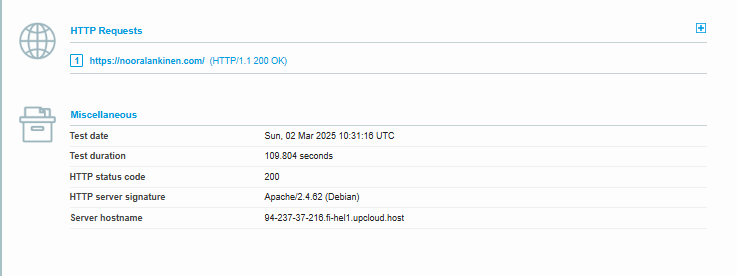 HTTP Requests
1 https://nooralankinen.com/ (HTTP/1.1 200 OK)
Miscellaneous
Test date Sun, 02 Mar 2025 10:31:16 UTC
Test duration 109.804 seconds
HTTP status code 200
HTTP server signature Apache/2.4.62 (Debian)
Server hostname 94-237-37-216.fi-hel1.upcloud.host